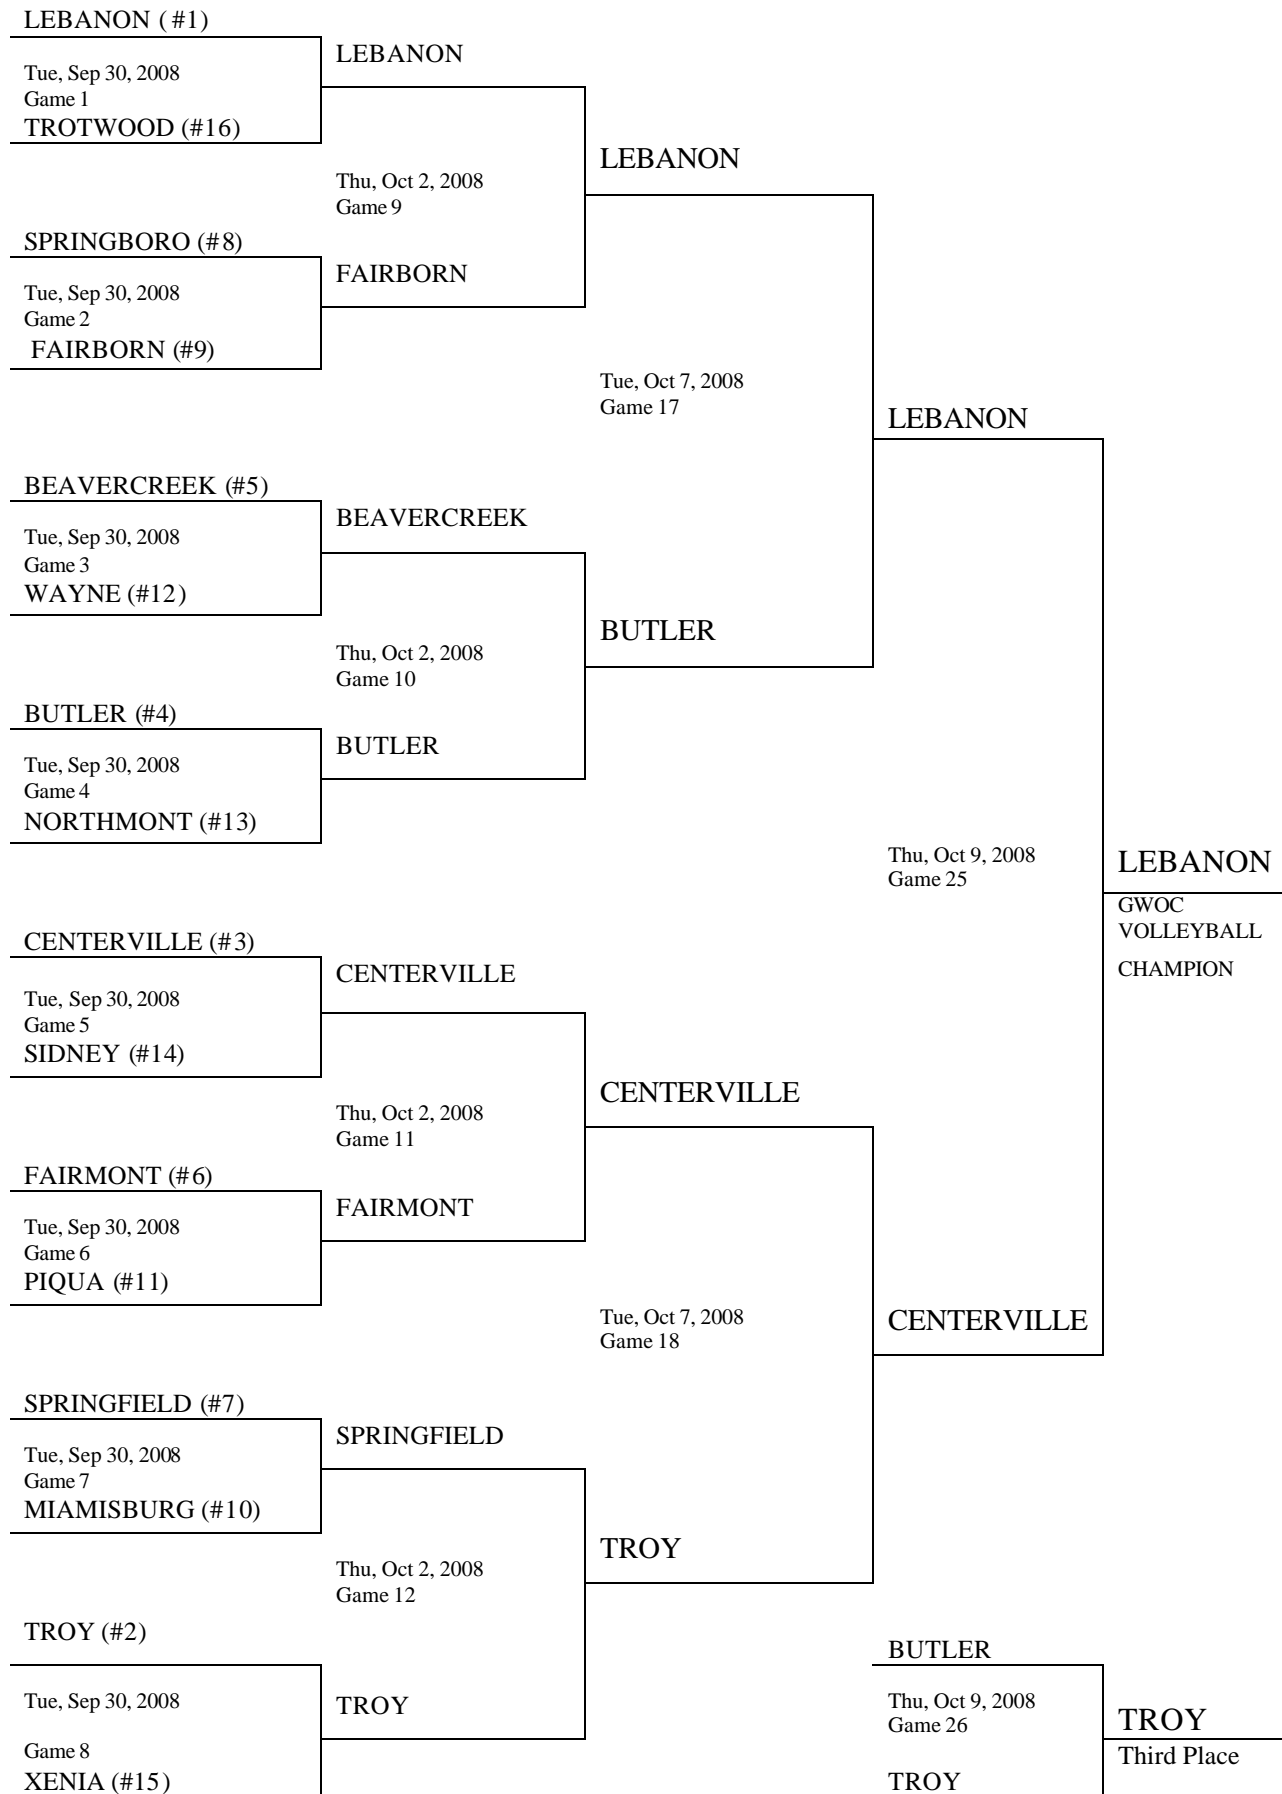 LEBANON (#1)
Tue, Sep 30, 2008
Game 1
TROTWOOD (#16)
SPRINGBORO (#8)
Tue, Sep 30, 2008
Game 2
FAIRBORN (#9)
BEAVERCREEK (#5)
Tue, Sep 30, 2008
Game 3
WAYNE (#12)
BUTLER (#4)
Tue, Sep 30, 2008
Game 4
NORTHMONT (#13)
CENTERVILLE (#3)
Tue, Sep 30, 2008
Game 5
SIDNEY (#14)
FAIRMONT (#6)
Tue, Sep 30, 2008
Game 6
PIQUA (#11)
SPRINGFIELD (#7)
Tue, Sep 30, 2008
Game 7
MIAMISBURG (#10)
TROY (#2)
Tue, Sep 30, 2008
Game 8
XENIA (#15)
LEBANON
Thu, Oct 2, 2008
Game 9
FAIRBORN
BEAVERCREEK
Thu, Oct 2, 2008
Game 10
BUTLER
CENTERVILLE
Thu, Oct 2, 2008
Game 11
FAIRMONT
SPRINGFIELD
Thu, Oct 2, 2008
Game 12
TROY
LEBANON
Tue, Oct 7, 2008
Game 17
BUTLER
CENTERVILLE
Tue, Oct 7, 2008
Game 18
TROY
LEBANON
Thu, Oct 9, 2008
Game 25
CENTERVILLE
LEBANON
GWOC
VOLLEYBALL
CHAMPION
BUTLER
Thu, Oct 9, 2008
Game 26
TROY
TROY
Third Place